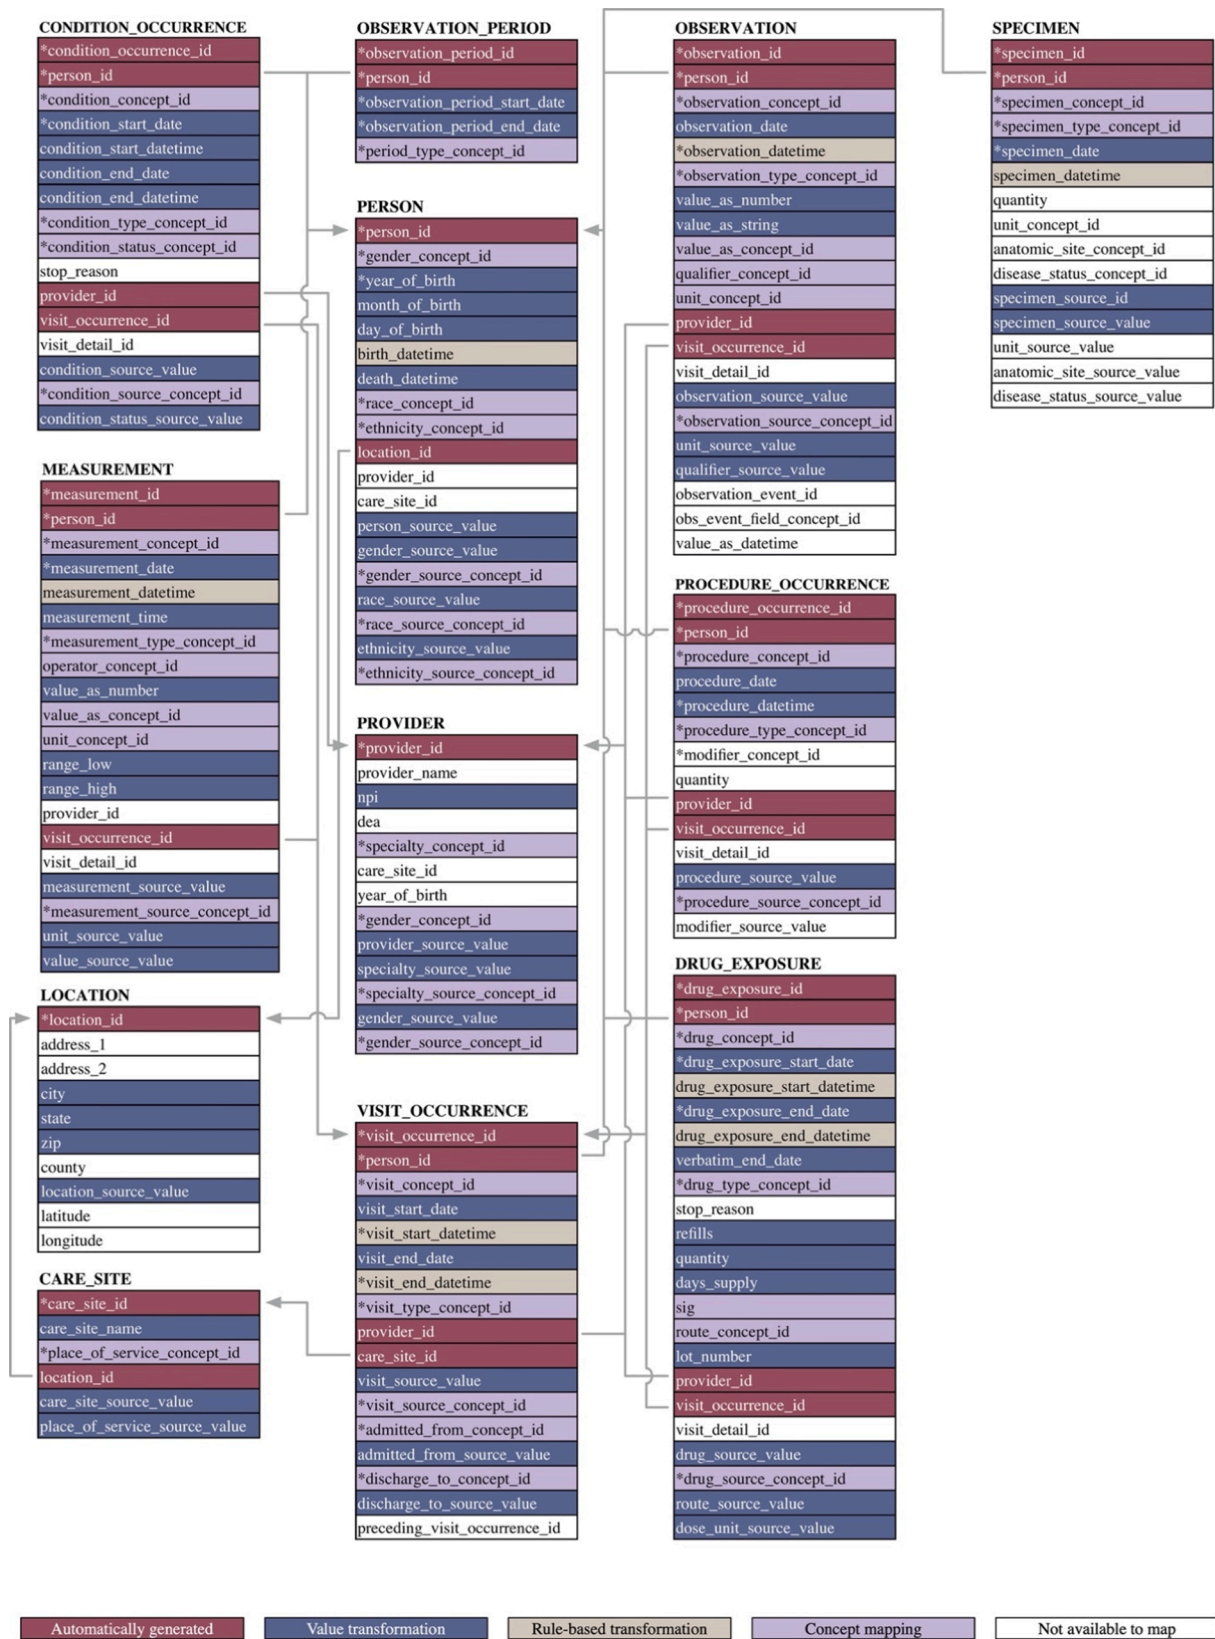 CONDITION_OCCURRENCE
*condition_occurrence_id
*person_id
*condition_concept_id
*condition_start_date
condition_start_datetime
condition_end_date
condition_end_datetime
*condition_type_concept_id
*condition_status_concept_id
stop_reason
provider_id
visit_occurrence_id
visit_detail_id
condition_source_value
*condition_source_concept_id
condition_status_source_value
MEASUREMENT
*measurement_id
*person_id
*measurement_concept_id
*measurement_date
measurement_datetime
measurement_time
*measurement_type_concept_id
operator_concept_id
value_as_number
value_as_concept_id
unit_concept_id
range_low
range_high
provider_id
visit_occurrence_id
visit_detail_id
measurement_source_value
*measurement_source_concept_id
unit_source_value
value_source_value
LOCATION
*location_id
address_1
address_2
city
state
zip
county
location_source_value
latitude
longitude
CARE_SITE
*care_site_id
care_site_name
*place_of_service_concept_id
location_id
care_site_source_value
place_of_service_source_value
OBSERVATION_PERIOD
*observation_period_id
*person_id
*observation_period_start_date
*observation_period_end_date
*period_type_concept_id
PERSON
*person_id
*gender_concept_id
*year_of_birth
month_of_birth
day_of_birth
birth_datetime
death_datetime
*race_concept_id
*ethnicity_concept_id
location_id
provider_id
care_site_id
person_source_value
gender_source_value
*gender_source_concept_id
race_source_value
*race_source_concept_id
ethnicity_source_value
*ethnicity_source_concept_id
PROVIDER
*provider_id
provider_name
npi
dea
*specialty_concept_id
care_site_id
year_of_birth
*gender_concept_id
provider_source_value
specialty_source_value
*specialty_source_concept_id
gender_source_value
*gender_source_concept_id
VISIT_OCCURRENCE
*visit_occurrence_id
*person_id
*visit_concept_id
visit_start_date
*visit_start_datetime
visit_end_date
*visit_end_datetime
*visit_type_concept_id
provider_id
care_site_id
visit_source_value
*visit_source_concept_id
*admitted_from_concept_id
admitted_from_source_value
*discharge_to_concept_id
discharge_to_source_value
preceding_visit_occurrence_id
OBSERVATION
*observation_id
*person_id
*observation_concept_id
observation_date
*observation_datetime
*observation_type_concept_id
value_as_number
value_as_string
value_as_concept_id
qualifier_concept_id
unit_concept_id
provider_id
visit_occurrence_id
visit_detail_id
observation_source_value
*observation_source_concept_id
unit_source_value
qualifier_source_value
observation_event_id
obs_event_field_concept_id
value_as_datetime
PROCEDURE_OCCURRENCE
*procedure_occurrence_id
*person_id
*procedure_concept_id
procedure_date
*procedure_datetime
*procedure_type_concept_id
*modifier_concept_id
quantity
provider_id
visit_occurrence_id
visit_detail_id
procedure_source_value
*procedure_source_concept_id
modifier_source_value
DRUG_EXPOSURE
*drug_exposure_id
*person_id
*drug_concept_id
*drug_exposure_start_date
drug_exposure_start_datetime
*drug_exposure_end_date
drug_exposure_end_datetime
verbatim_end_date
*drug_type_concept_id
stop_reason
refills
quantity
days_supply
sig
route_concept_id
lot_number
provider_id
visit_occurrence_id
visit_detail_id
drug_source_value
*drug_source_concept_id
route_source_value
dose_unit_source_value
SPECIMEN
*specimen_id
*person_id
*specimen_concept_id
*specimen_type_concept_id
*specimen_date
specimen_datetime
quantity
unit_concept_id
anatomic_site_concept_id
disease_status_concept_id
specimen_source_id
specimen_source_value
unit_source_value
anatomic_site_source_value
disease_status_source_value
Automatically generated
Value transformation
Rule-based transformation
Concept mapping
Not available to map